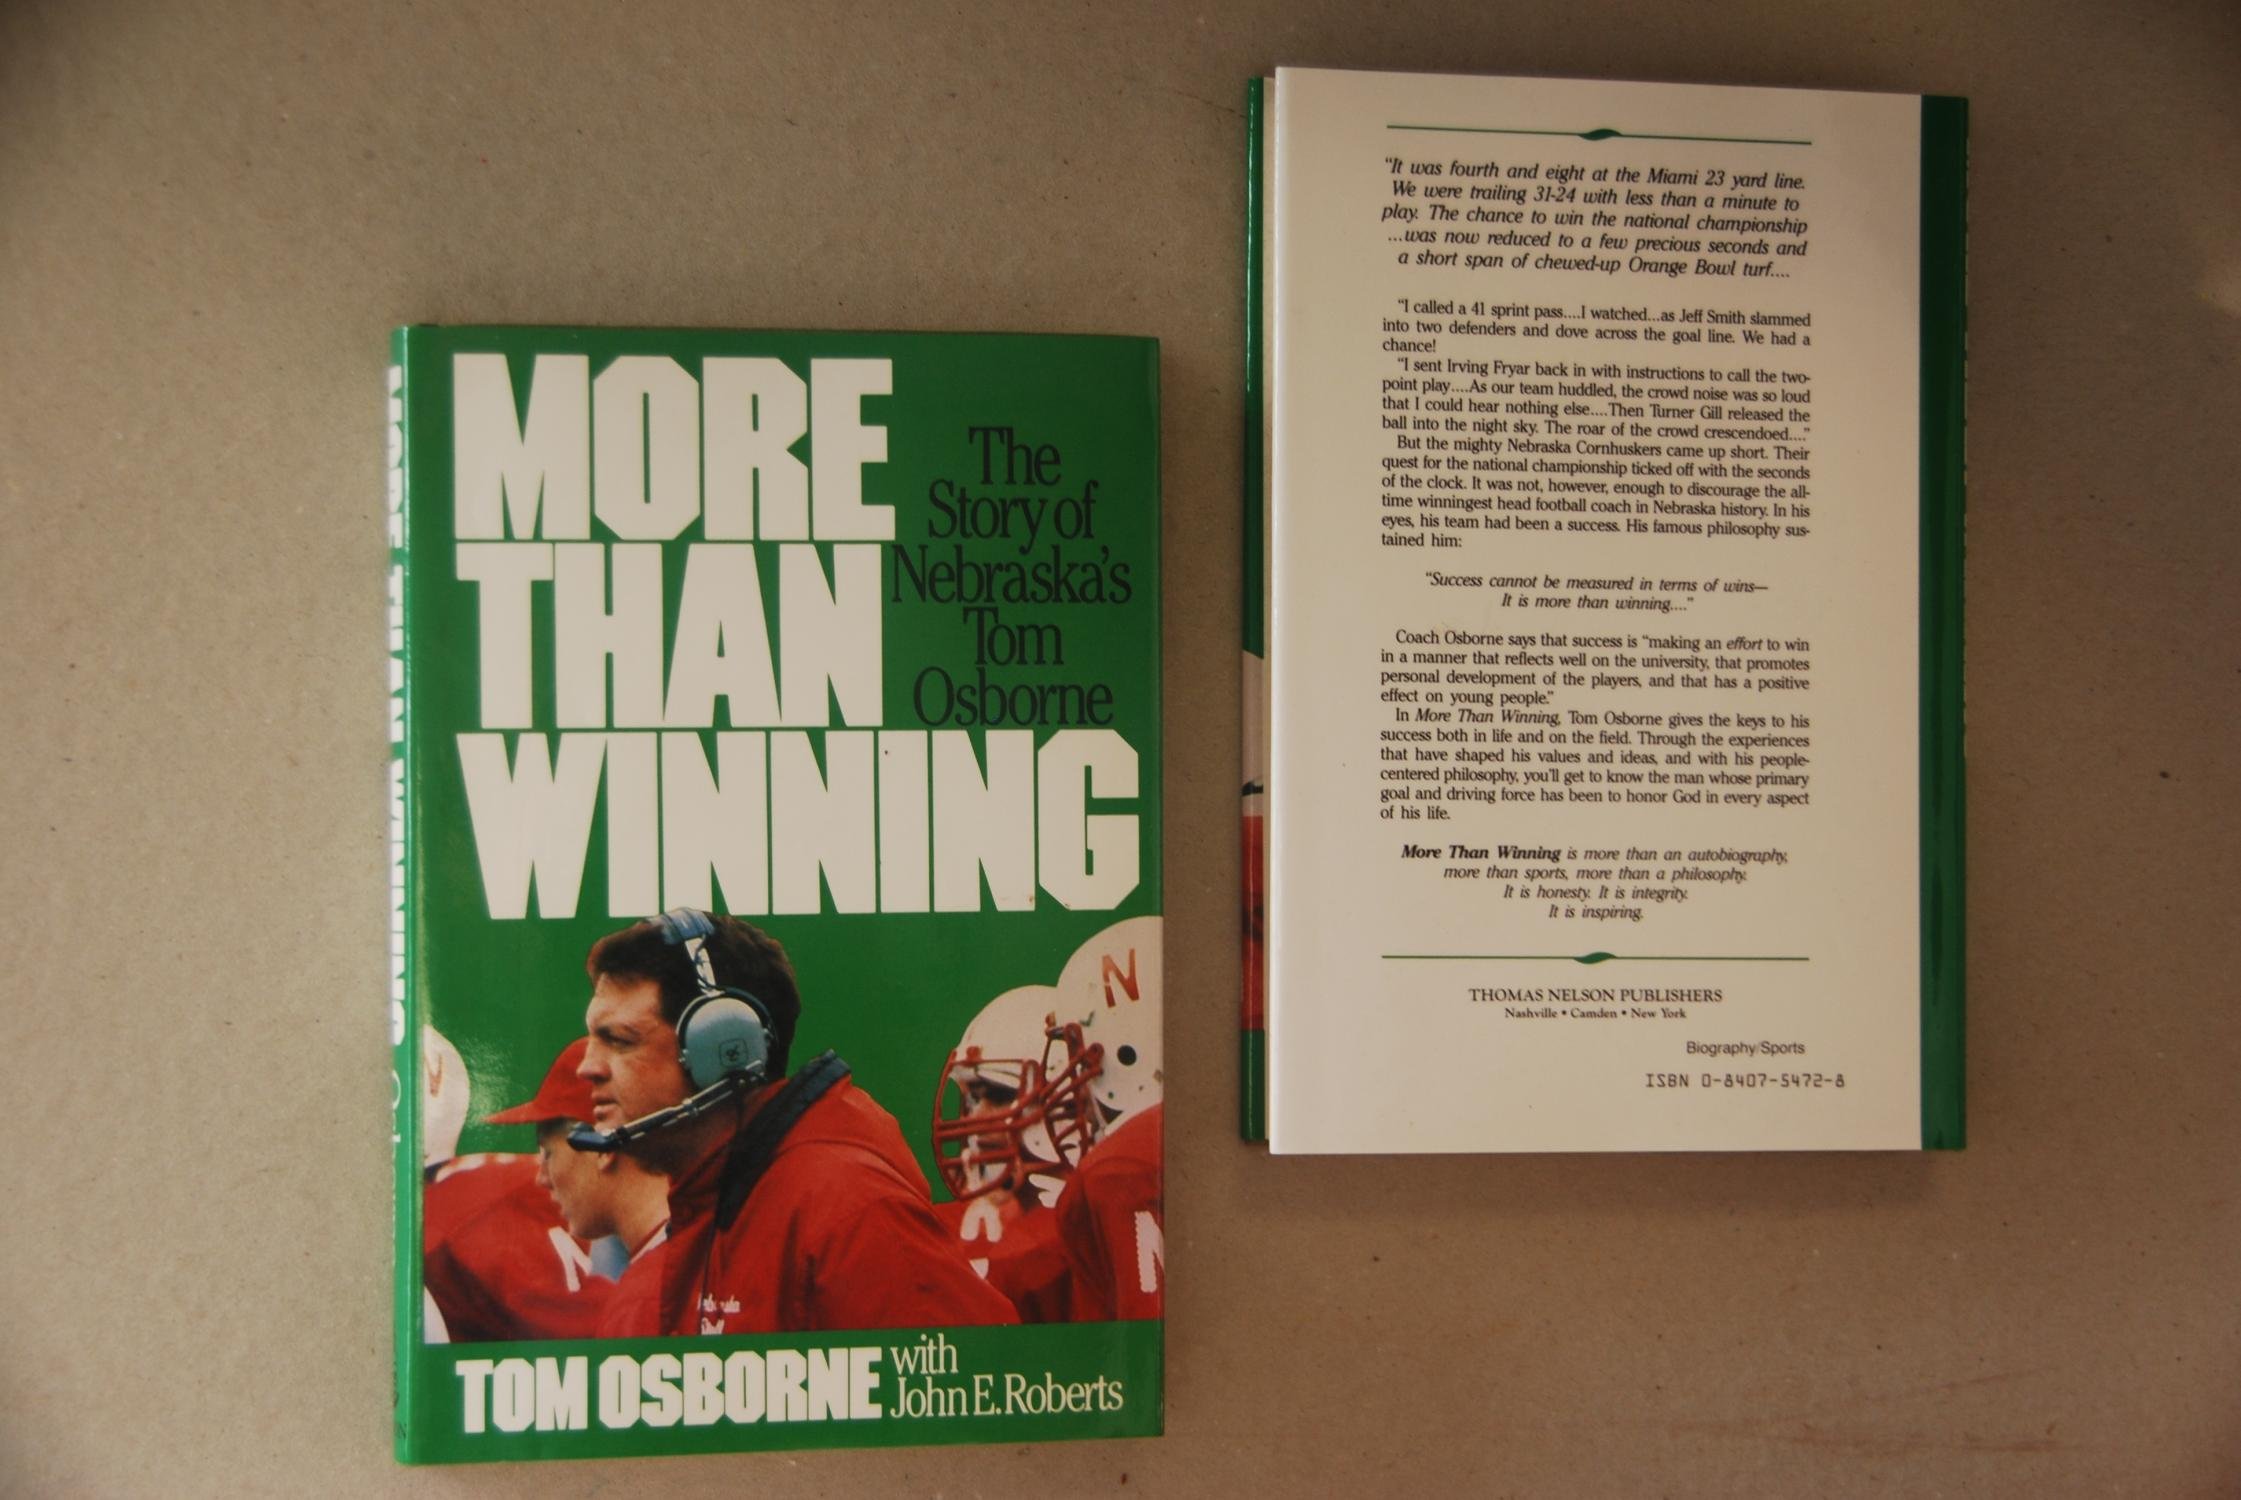 MORE
THAN
WINNING
The
Story of
Nebraska's
Tom
Osborne
N
N
TOM OSBORNE with
John E. Roberts
MORE THAN WINNING
"It was fourth and eight at the Miami 23 yard line.
We were trailing 31-24 with less than a minute to
play. The chance to win the national championship
...was now reduced to a few precious seconds and
a short span of chewed-up Orange Bowl turf....
"I called a 41 sprint pass....I watched...as Jeff Smith slammed
into two defenders and dove across the goal line. We had a
chance!
"I sent Irving Fryar back in with instructions to call the two-
point play....As our team huddled, the crowd noise was so loud
that I could hear nothing else....Then Turner Gill released the
ball into the night sky. The roar of the crowd crescendoed...."
But the mighty Nebraska Cornhuskers came up short. Their
quest for the national championship ticked off with the seconds
of the clock. It was not, however, enough to discourage the all-
time winningest head football coach in Nebraska history. In his
eyes, his team had been a success. His famous philosophy sus-
tained him:
"Success cannot be measured in terms of wins—
It is more than winning...."
Coach Osborne says that success is "making an effort to win
in a manner that reflects well on the university, that promotes
personal development of the players, and that has a positive
effect on young people."
In More Than Winning, Tom Osborne gives the keys to his
success both in life and on the field. Through the experiences
that have shaped his values and ideas, and with his people-
centered philosophy, you'll get to know the man whose primary
goal and driving force has been to honor God in every aspect
of his life.
More Than Winning is more than an autobiography,
more than sports, more than a philosophy.
It is honesty. It is integrity.
It is inspiring.
THOMAS NELSON PUBLISHERS
Nashville • Camden • New York
Biography/Sports
ISBN 0-8407-5472-8